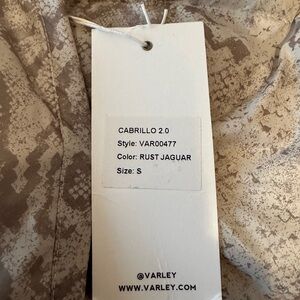 CABRILLO 2.0
Style: VAR00477
Color: RUST JAGUAR
Size: S
@VARLEY
WWW.VARLEY.COM